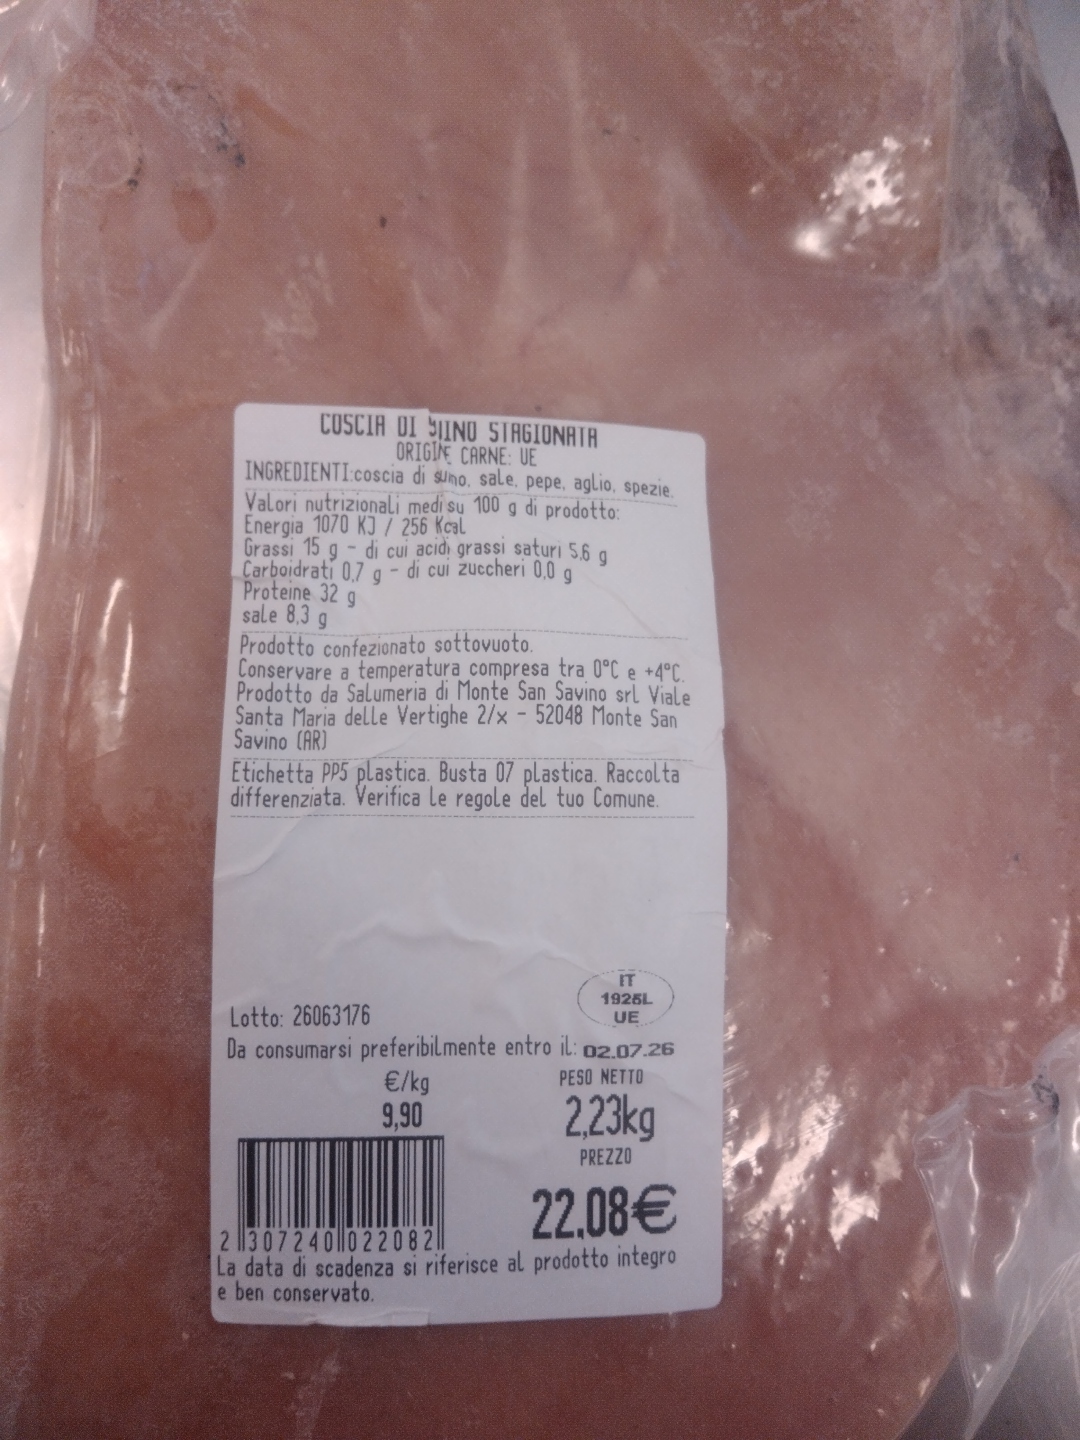 COSCIA DI SUINO STAGIONATA
ORIGINE CARNE: UE
INGREDIENTI:coscia di suino, sale, pepe, aglio, spezie.
Valori nutrizionali medi su 100 g di prodotto:
Energia 1070 KJ / 256 Kcal
Grassi 15 g - di cui acidi grassi saturi 5,6 g
Carboidrati 0,7 g - di cui zuccheri 0,0 g
Proteine 32 g
sale 8,3 g
Prodotto confezionato sottovuoto.
Conservare a temperatura compresa tra 0°C e +4°C.
Prodotto da Salumeria di Monte San Savino srl Viale
Santa Maria delle Vertighe 2/x - 52048 Monte San
Savino (AR)
Etichetta PP5 plastica. Busta 07 plastica. Raccolta
differenziata. Verifica le regole del tuo Comune.
IT
1926L
UE
Lotto: 26063176
Da consumarsi preferibilmente entro il: 02.07.26
€/kg
9,90
PESO NETTO
2,23kg
PREZZO
22,08€
2 307240 022082
La data di scadenza si riferisce al prodotto integro
e ben conservato.